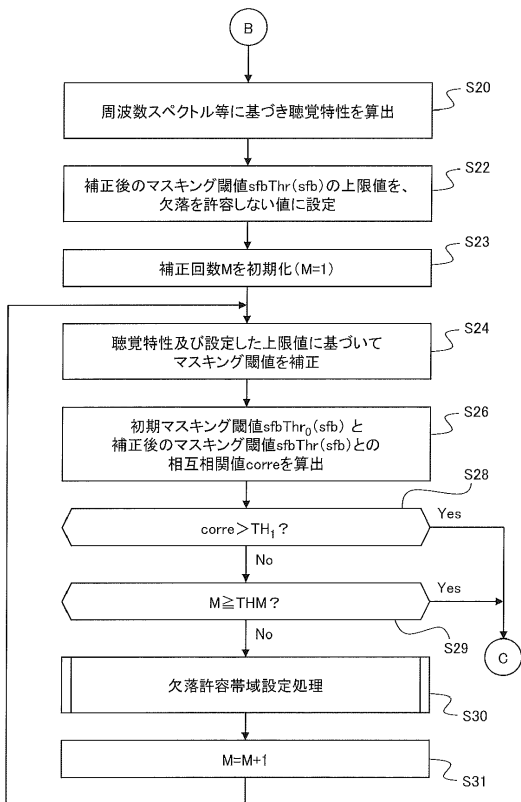 B
S20
周波数スペクトル等に基づき聴覚特性を算出
S22
補正後のマスキング閾値sfbThr(sfb)の上限値を、
欠落を許容しない値に設定
S23
補正回数Mを初期化(M=1)
S24
聴覚特性及び設定した上限値に基づいて
マスキング閾値を補正
S26
初期マスキング閾値sfbThr₀(sfb) と
補正後のマスキング閾値sfbThr(sfb)との
相互相関値correを算出
S28
corre>TH₁?
Yes
No
M≧THM?
Yes
S29
No
C
欠落許容帯域設定処理
S30
M=M+1
S31